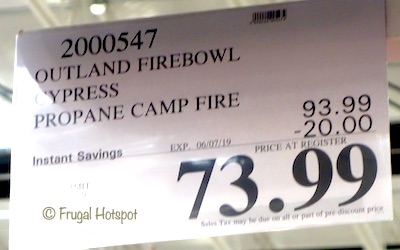 2000547
OUTLAND FIREBOWL
CYPRESS
PROPANE CAMP FIRE
93.99
-20.00
Instant Savings
EXP. 06/07/19
PRICE AT REGISTER
73.99
© Frugal Hotspot
Sales Tax may be due on all or part of pre-discount price